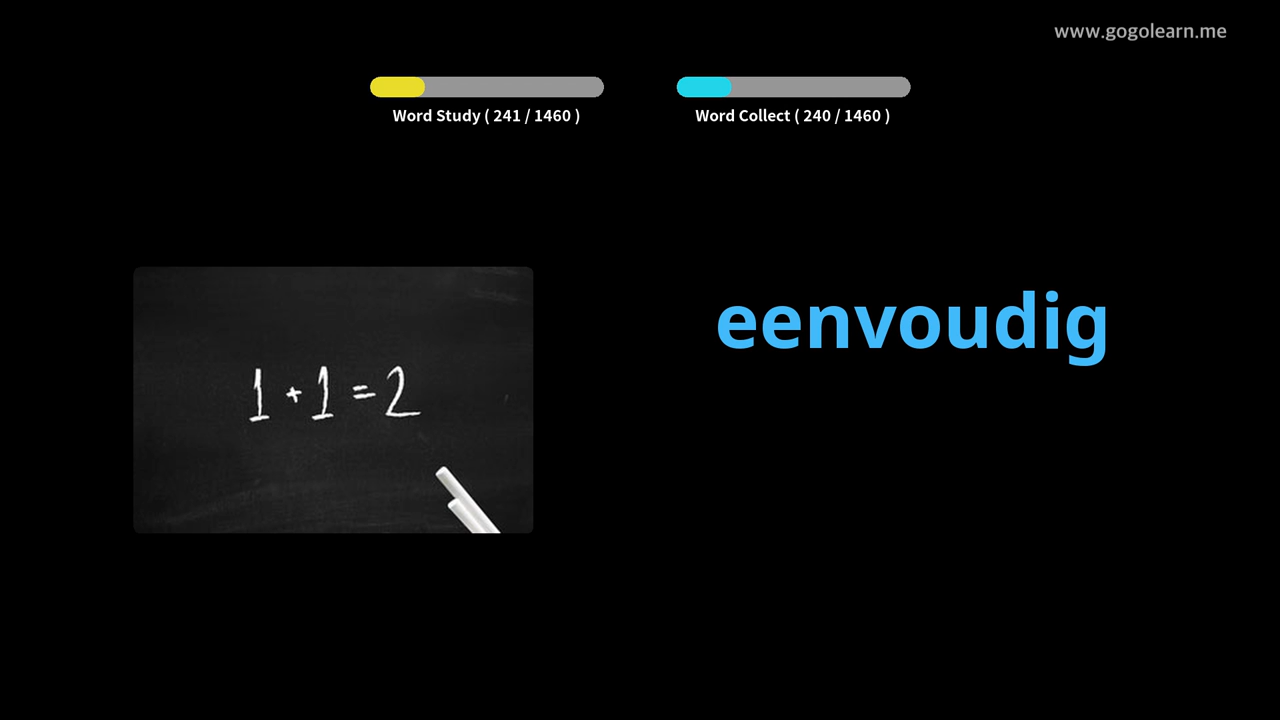 www.gogolearn.me
Word Study ( 241 / 1460 )
Word Collect ( 240 / 1460 )
eenvoudig
1 + 1 = 2